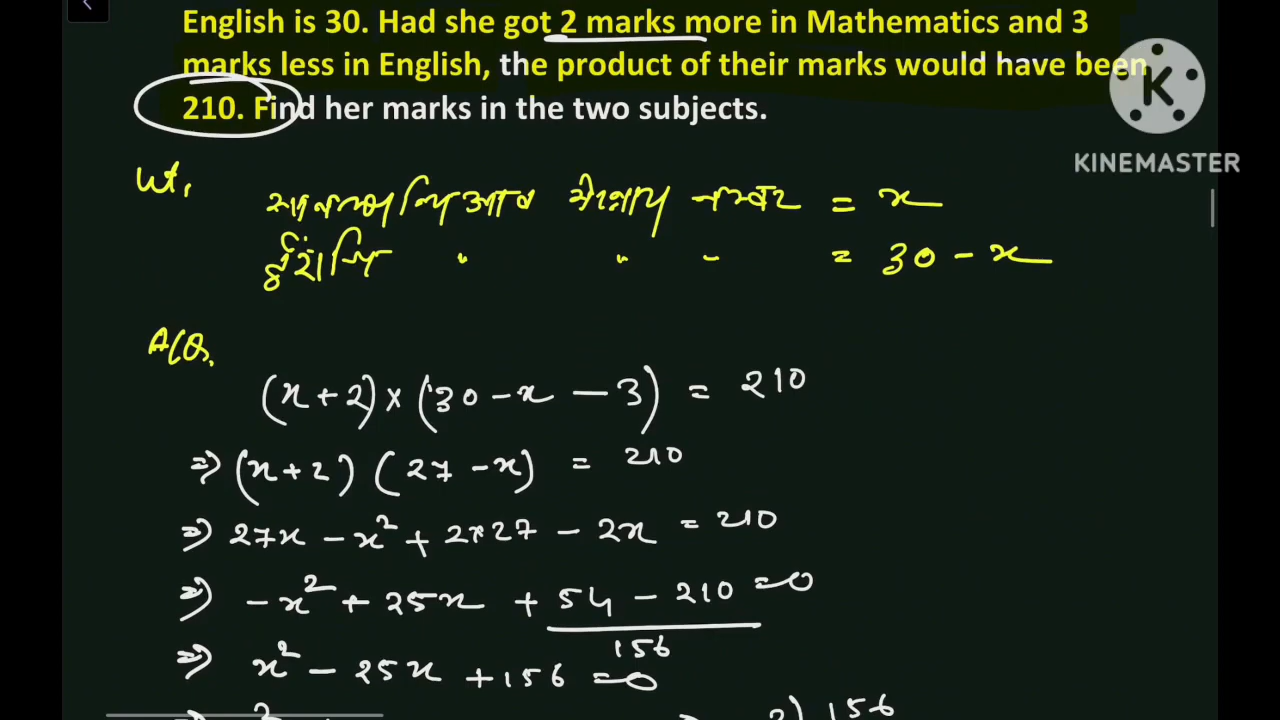 English is 30. Had she got 2 marks more in Mathematics and 3
marks less in English, the product of their marks would have been
210. Find her marks in the two subjects.
KINEMASTER
= x
= 30 - x
(x + 2) × (30 - x - 3) = 210
⇒ (x + 2) (27 - x) = 210
⇒ 27x - x² + 2×27 - 2x = 210
⇒ - x² + 25x + 54 - 210 = 0
156
⇒ x² - 25x + 156 = 0
2) 156